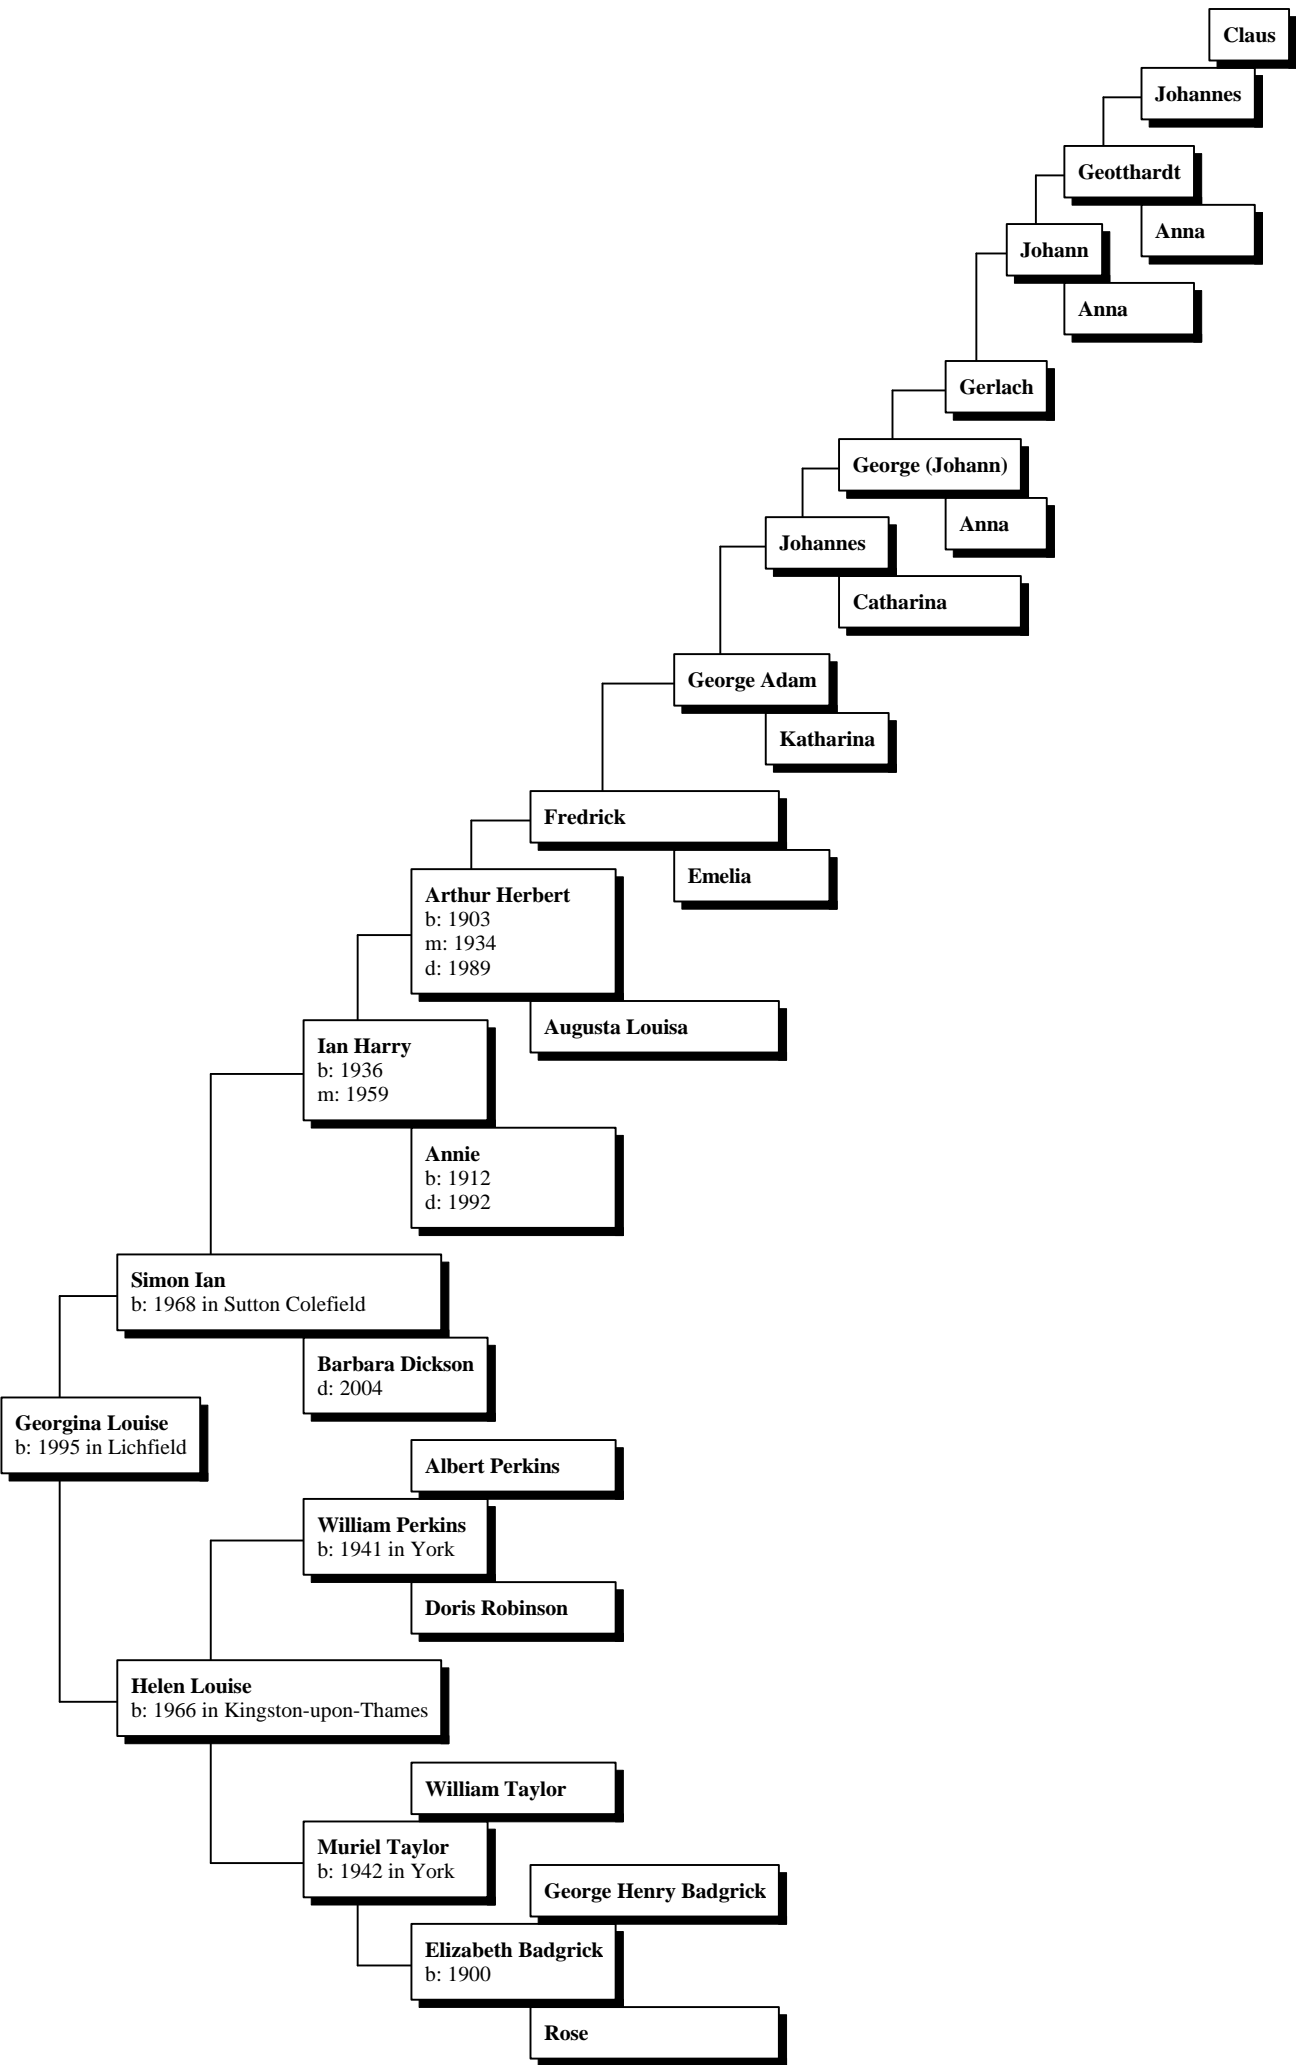 Claus
Johannes
Geotthardt
Anna
Johann
Anna
Gerlach
George (Johann)
Anna
Johannes
Catharina
George Adam
Katharina
Fredrick
Emelia
Arthur Herbert
b: 1903
m: 1934
d: 1989
Augusta Louisa
Ian Harry
b: 1936
m: 1959
Annie
b: 1912
d: 1992
Simon Ian
b: 1968 in Sutton Colefield
Barbara Dickson
d: 2004
Georgina Louise
b: 1995 in Lichfield
Albert Perkins
William Perkins
b: 1941 in York
Doris Robinson
Helen Louise
b: 1966 in Kingston-upon-Thames
William Taylor
Muriel Taylor
b: 1942 in York
George Henry Badgrick
Elizabeth Badgrick
b: 1900
Rose